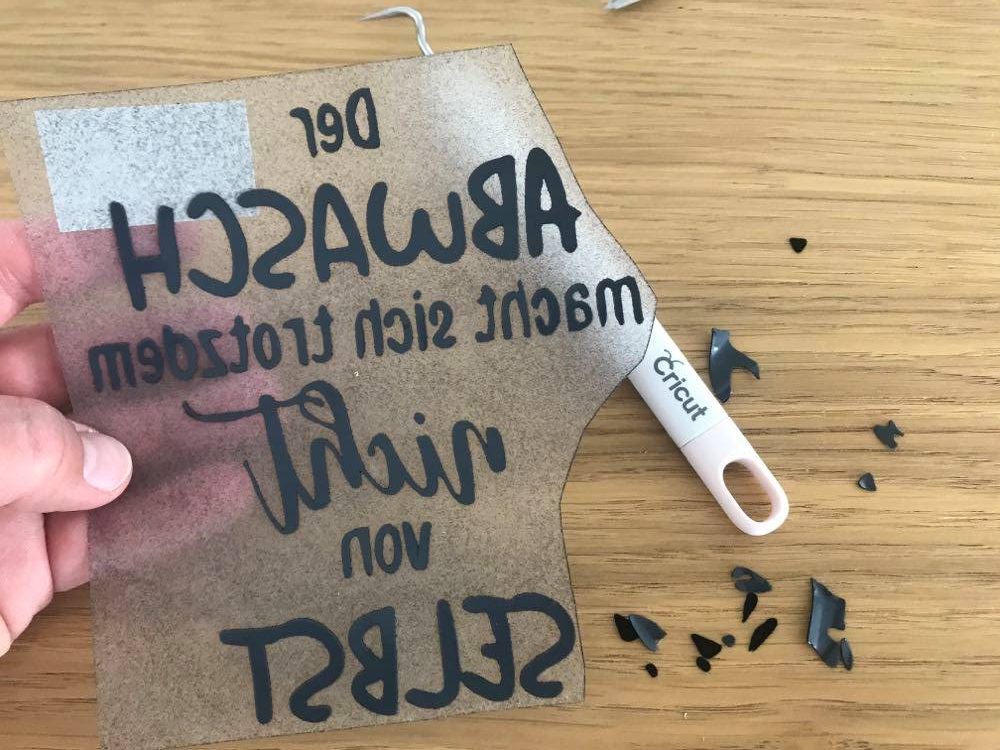 Der
ABWASCH
macht sich trotzdem
nicht
von
SELBST
cricut